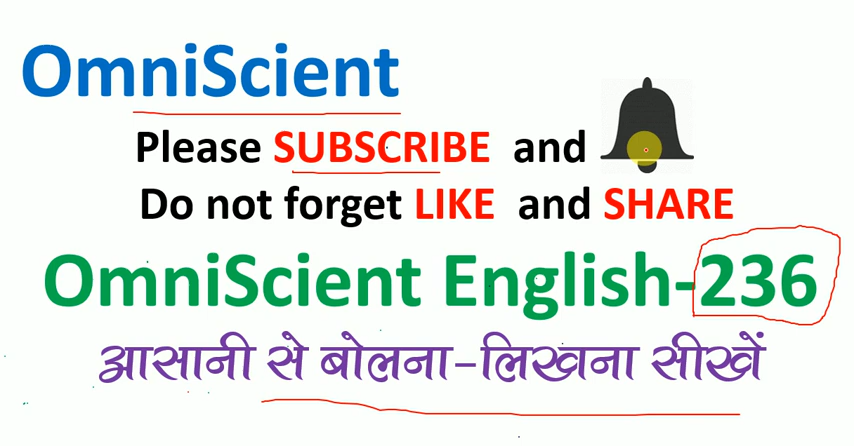 OmniScient
Please SUBSCRIBE and
Do not forget LIKE and SHARE
OmniScient English-236
आसानी से बोलना-लिखना सीखें